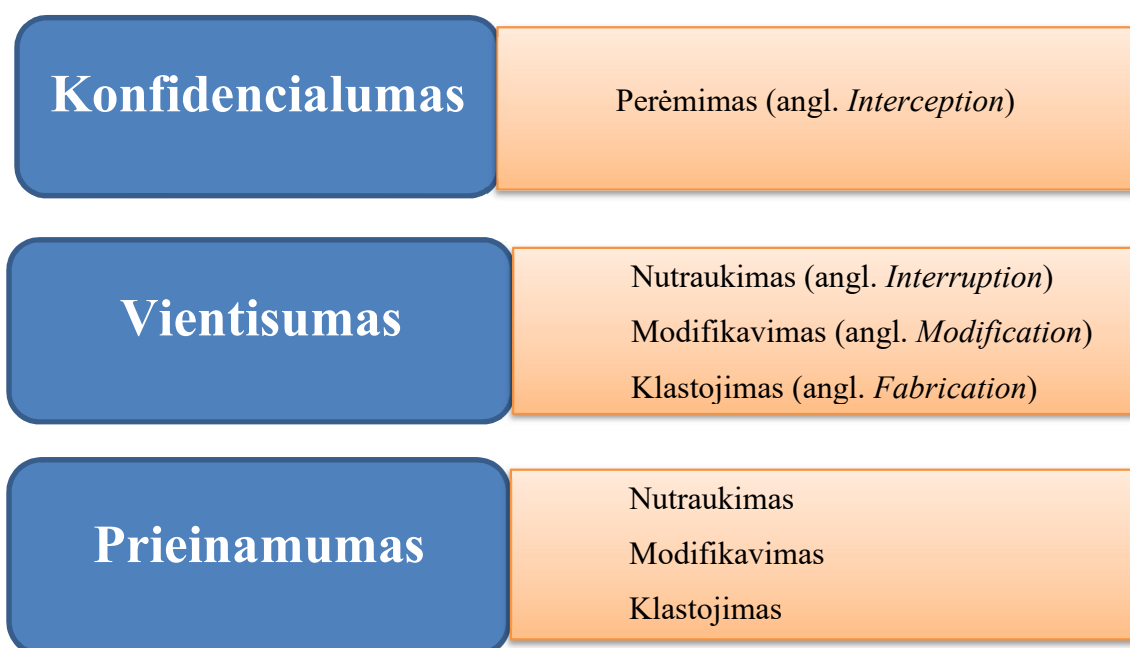 Konfidencialumas
Perėmimas (angl. Interception)
Vientisumas
Nutraukimas (angl. Interruption)
Modifikavimas (angl. Modification)
Klastojimas (angl. Fabrication)
Prieinamumas
Nutraukimas
Modifikavimas
Klastojimas